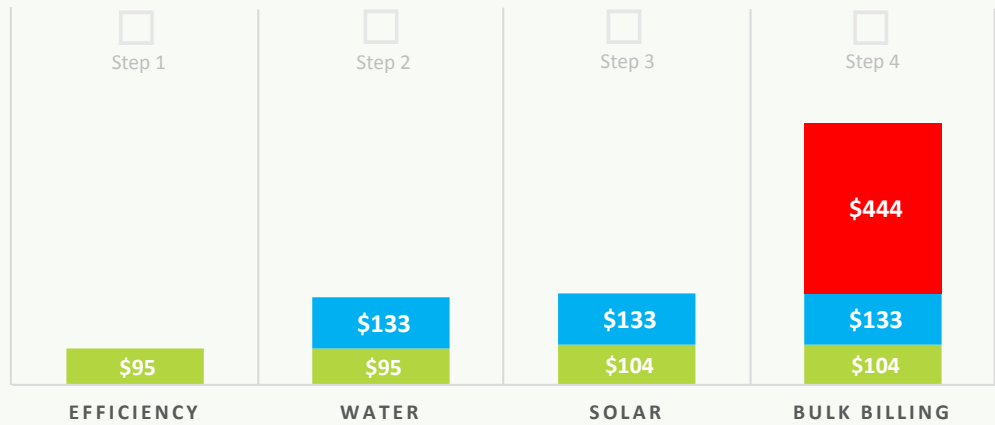 Step 1
Step 2
Step 3
Step 4
$444
$133
$133
$133
$95
$95
$104
$104
EFFICIENCY
WATER
SOLAR
BULK BILLING